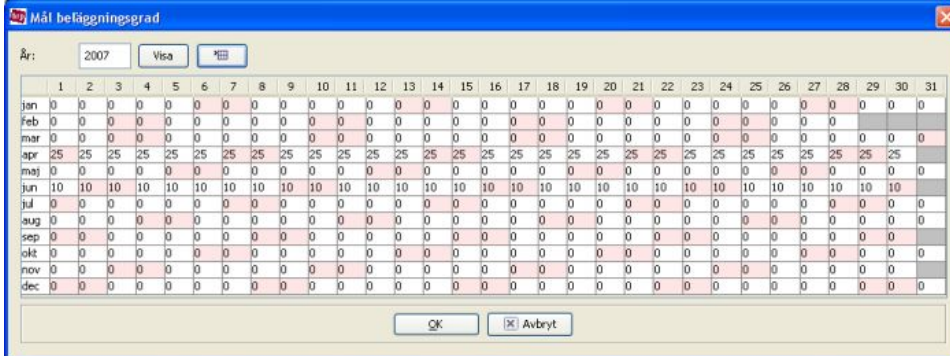 Mål beläggningsgrad
År: 2007 Visa
1 2 3 4 5 6 7 8 9 10 11 12 13 14 15 16 17 18 19 20 21 22 23 24 25 26 27 28 29 30 31
jan 0 0 0 0 0 0 0 0 0 0 0 0 0 0 0 0 0 0 0 0 0 0 0 0 0 0 0 0 0 0 0
feb 0 0 0 0 0 0 0 0 0 0 0 0 0 0 0 0 0 0 0 0 0 0 0 0 0 0 0 0
mar 0 0 0 0 0 0 0 0 0 0 0 0 0 0 0 0 0 0 0 0 0 0 0 0 0 0 0 0 0 0 0
apr 25 25 25 25 25 25 25 25 25 25 25 25 25 25 25 25 25 25 25 25 25 25 25 25 25 25 25 25 25 25
maj 0 0 0 0 0 0 0 0 0 0 0 0 0 0 0 0 0 0 0 0 0 0 0 0 0 0 0 0 0 0 0
jun 10 10 10 10 10 10 10 10 10 10 10 10 10 10 10 10 10 10 10 10 10 10 10 10 10 10 10 10 10 10
jul 0 0 0 0 0 0 0 0 0 0 0 0 0 0 0 0 0 0 0 0 0 0 0 0 0 0 0 0 0 0 0
aug 0 0 0 0 0 0 0 0 0 0 0 0 0 0 0 0 0 0 0 0 0 0 0 0 0 0 0 0 0 0 0
sep 0 0 0 0 0 0 0 0 0 0 0 0 0 0 0 0 0 0 0 0 0 0 0 0 0 0 0 0 0 0
okt 0 0 0 0 0 0 0 0 0 0 0 0 0 0 0 0 0 0 0 0 0 0 0 0 0 0 0 0 0 0 0
nov 0 0 0 0 0 0 0 0 0 0 0 0 0 0 0 0 0 0 0 0 0 0 0 0 0 0 0 0 0 0
dec 0 0 0 0 0 0 0 0 0 0 0 0 0 0 0 0 0 0 0 0 0 0 0 0 0 0 0 0 0 0 0
OK Avbryt